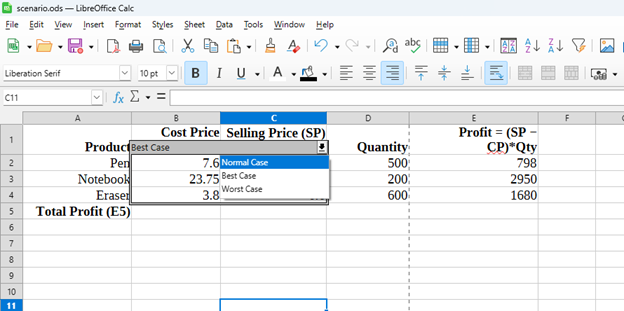 scenario.ods — LibreOffice Calc
File Edit View Insert Format Styles Sheet Data Scenario Tools Window Help
Liberation Serif 10 pt B I U A
C11 fx Σ =
A B C D E F
1 Product Cost Price Selling Price (SP) Quantity Profit = (SP − CP)*Qty
Best Case
2 Pen 7.6 Normal Case 500 798
3 Notebook 23.75 Best Case 200 2950
4 Eraser 3.8 Worst Case 600 1680
5 Total Profit (E5)
6
7
8
9
10
11